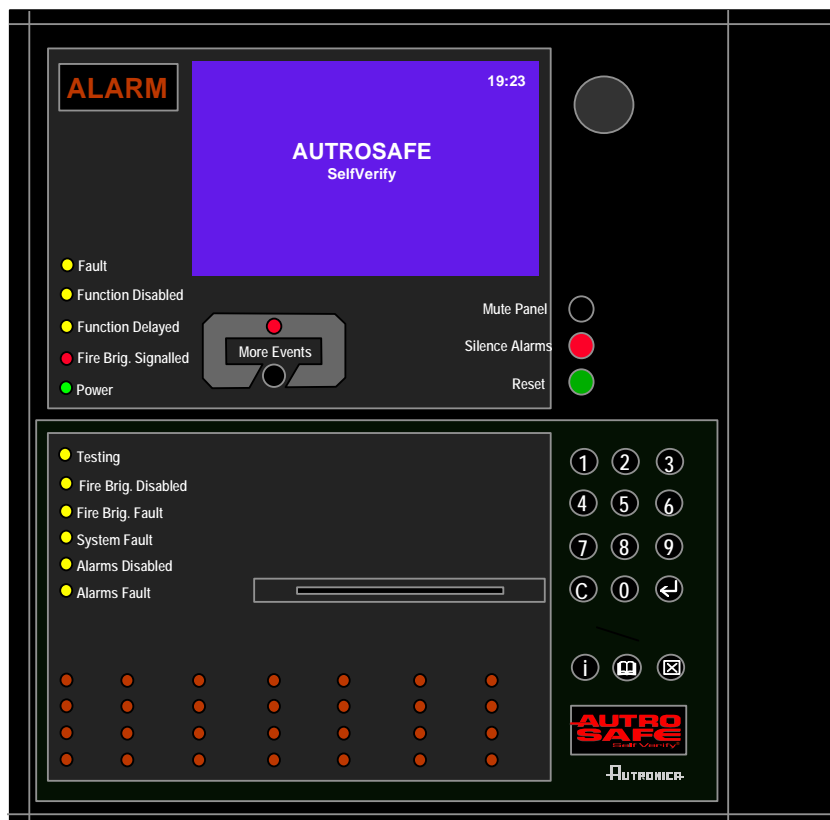 ALARM
19:23
AUTROSAFE
SelfVerify
Fault
Function Disabled
Function Delayed
Fire Brig. Signalled
Power
More Events
Mute Panel
Silence Alarms
Reset
Testing
Fire Brig. Disabled
Fire Brig. Fault
System Fault
Alarms Disabled
Alarms Fault
1 2 3
4 5 6
7 8 9
C 0
i
AUTRO
SAFE
SelfVerify
AUTRONICA